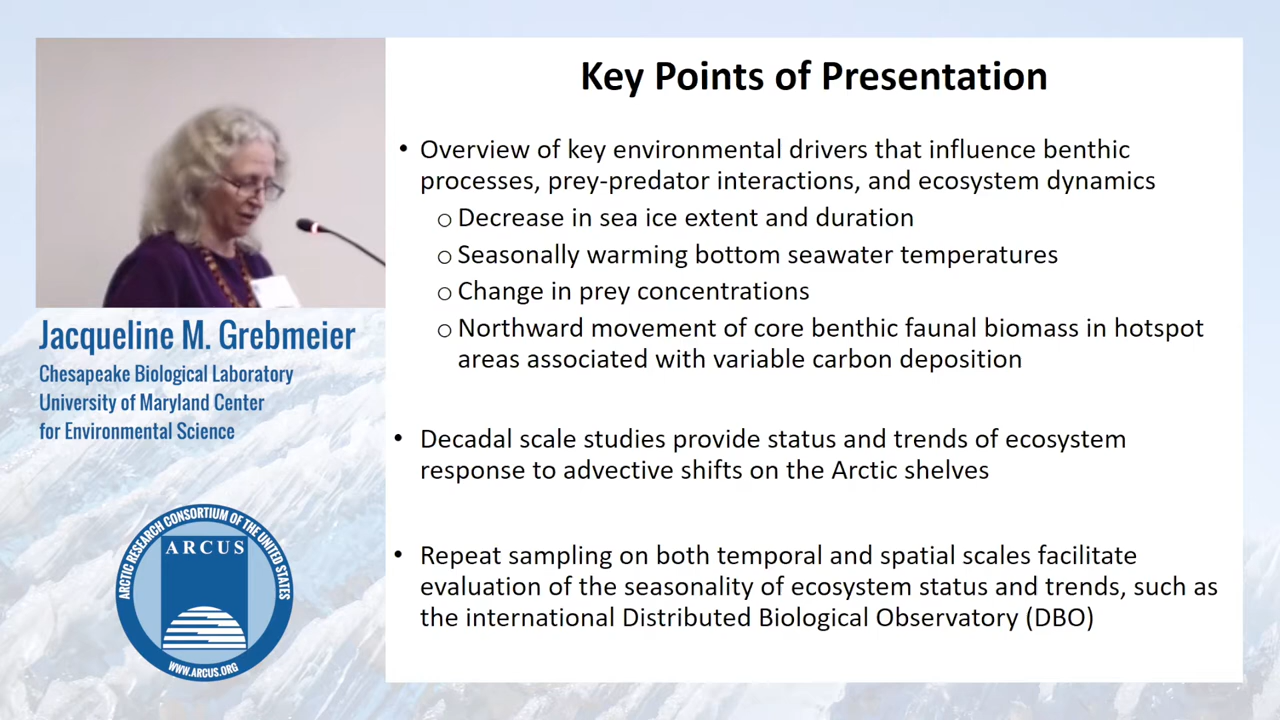 Key Points of Presentation
• Overview of key environmental drivers that influence benthic
processes, prey-predator interactions, and ecosystem dynamics
o Decrease in sea ice extent and duration
o Seasonally warming bottom seawater temperatures
o Change in prey concentrations
o Northward movement of core benthic faunal biomass in hotspot
areas associated with variable carbon deposition
• Decadal scale studies provide status and trends of ecosystem
response to advective shifts on the Arctic shelves
• Repeat sampling on both temporal and spatial scales facilitate
evaluation of the seasonality of ecosystem status and trends, such as
the international Distributed Biological Observatory (DBO)
Jacqueline M. Grebmeier
Chesapeake Biological Laboratory
University of Maryland Center
for Environmental Science
ARCTIC RESEARCH CONSORTIUM OF THE UNITED STATES
ARCUS
WWW.ARCUS.ORG